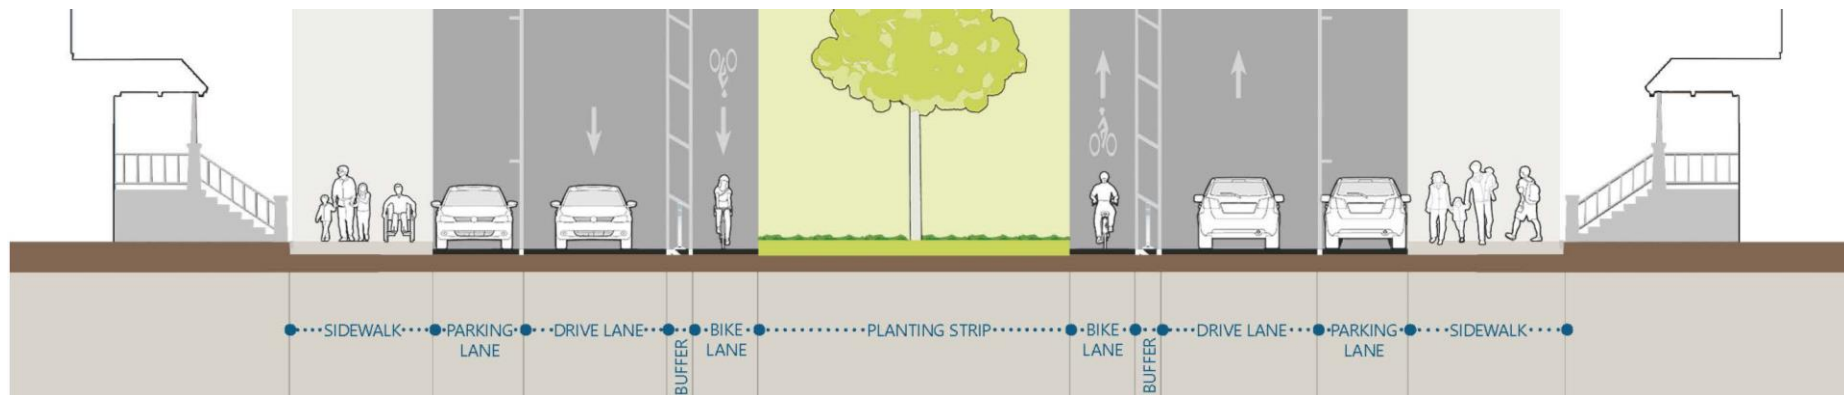 SIDEWALK
PARKING
LANE
DRIVE LANE
BUFFER
BIKE
LANE
PLANTING STRIP
BIKE
LANE
BUFFER
DRIVE LANE
PARKING
LANE
SIDEWALK